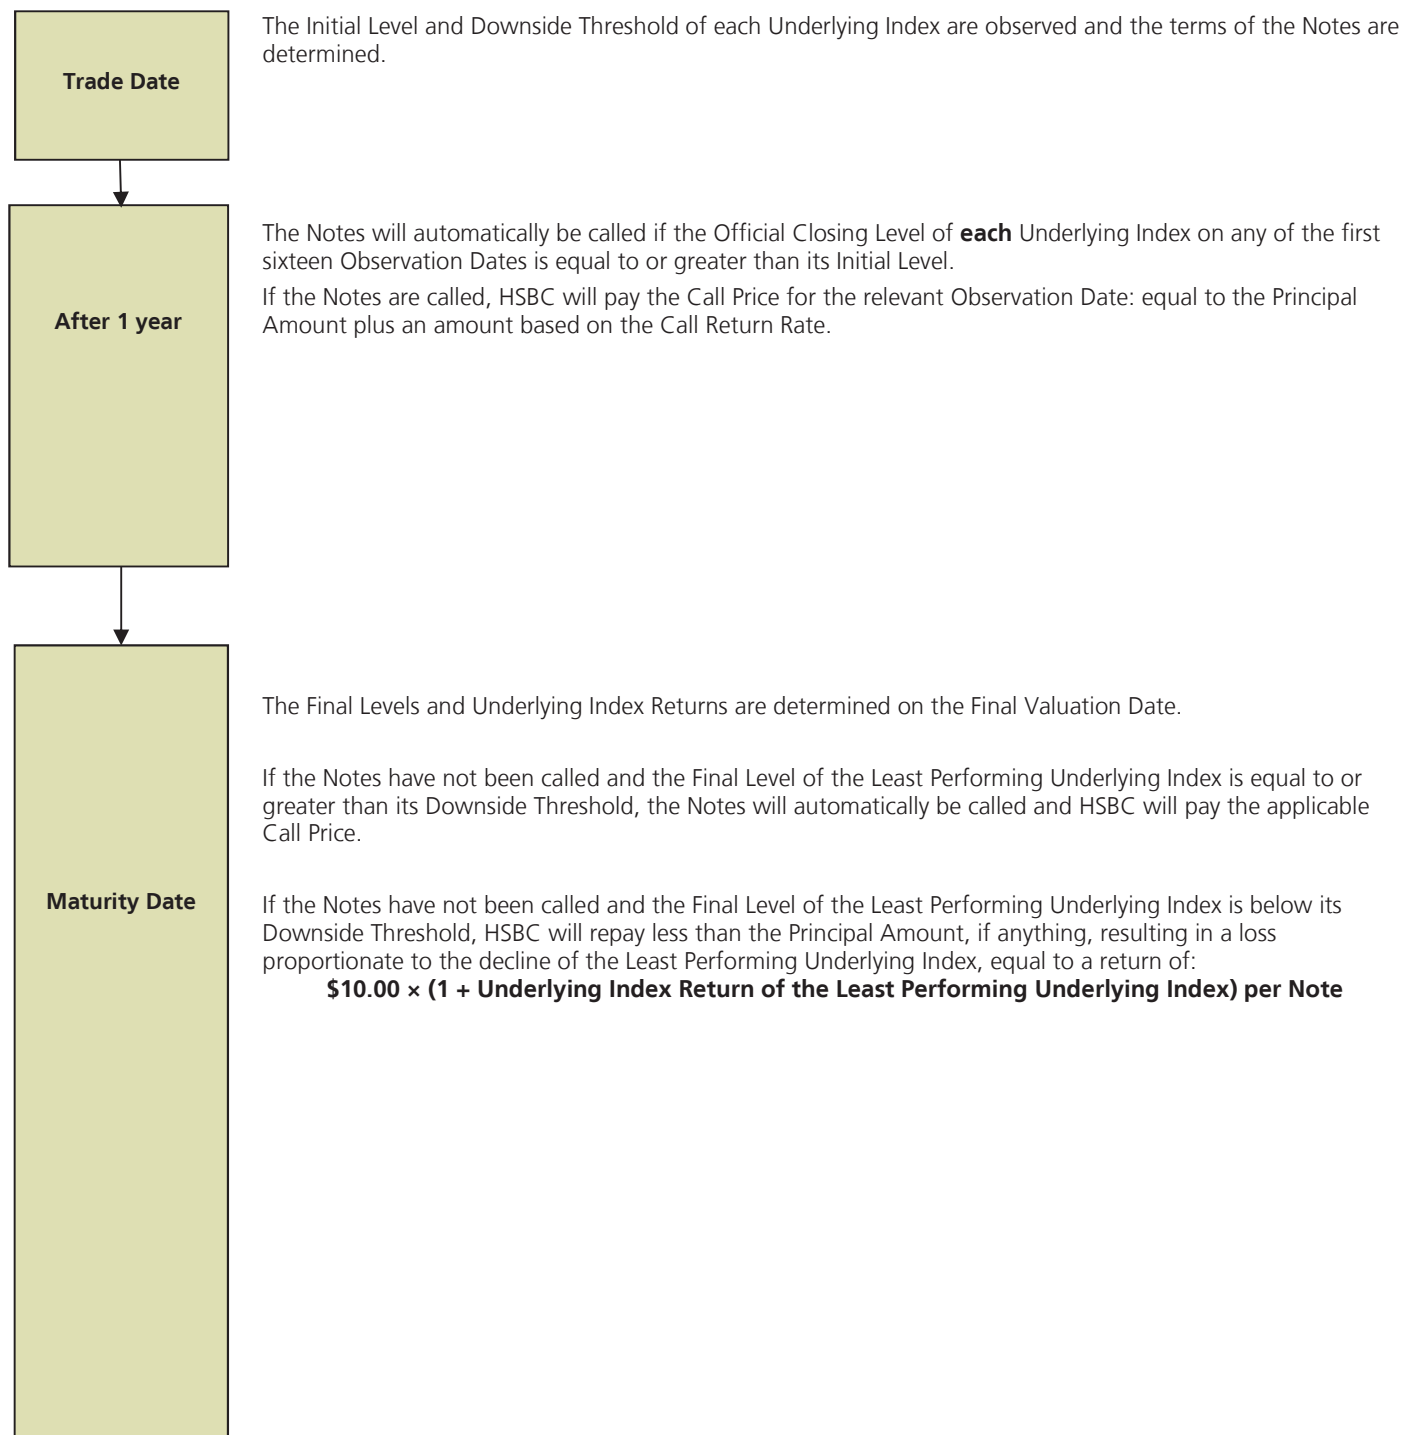 The Initial Level and Downside Threshold of each Underlying Index are observed and the terms of the Notes are
determined.
Trade Date
The Notes will automatically be called if the Official Closing Level of each Underlying Index on any of the first
sixteen Observation Dates is equal to or greater than its Initial Level.
If the Notes are called, HSBC will pay the Call Price for the relevant Observation Date: equal to the Principal
Amount plus an amount based on the Call Return Rate.
After 1 year
The Final Levels and Underlying Index Returns are determined on the Final Valuation Date.
If the Notes have not been called and the Final Level of the Least Performing Underlying Index is equal to or
greater than its Downside Threshold, the Notes will automatically be called and HSBC will pay the applicable
Call Price.
Maturity Date
If the Notes have not been called and the Final Level of the Least Performing Underlying Index is below its
Downside Threshold, HSBC will repay less than the Principal Amount, if anything, resulting in a loss
proportionate to the decline of the Least Performing Underlying Index, equal to a return of:
$10.00 × (1 + Underlying Index Return of the Least Performing Underlying Index) per Note